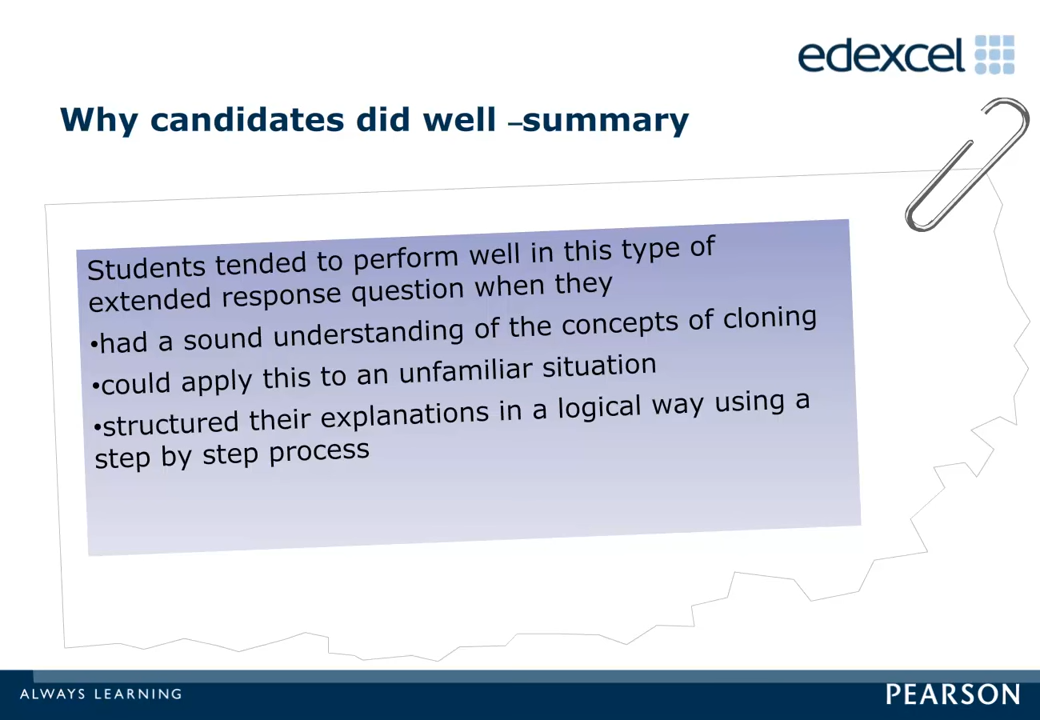 edexcel
Why candidates did well –summary
Students tended to perform well in this type of
extended response question when they
•had a sound understanding of the concepts of cloning
•could apply this to an unfamiliar situation
•structured their explanations in a logical way using a
step by step process
ALWAYS LEARNING
PEARSON